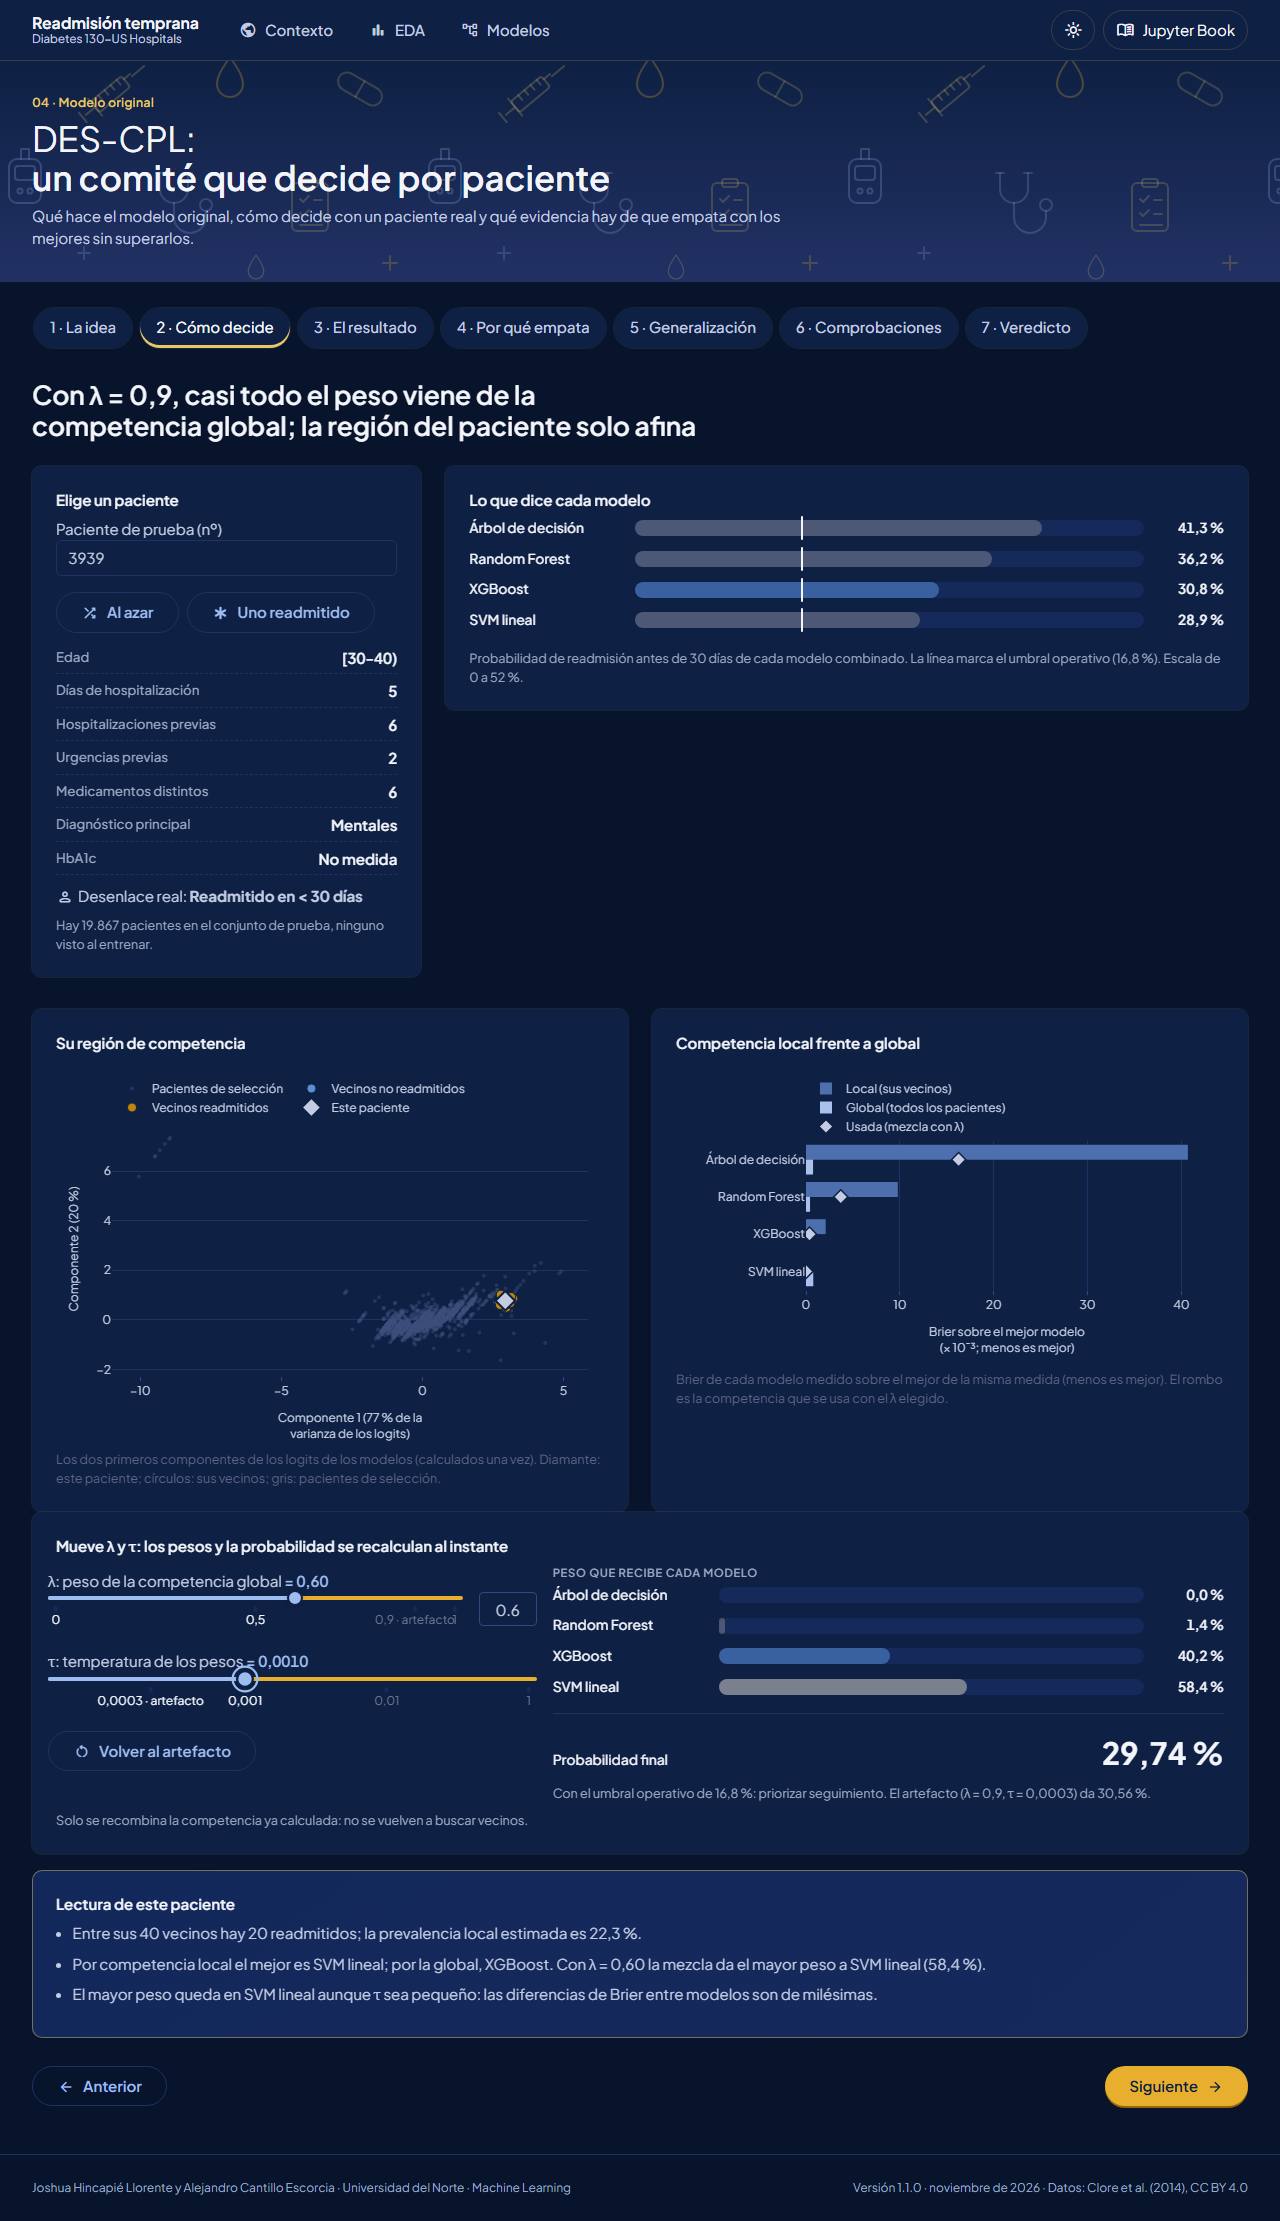 Readmisión temprana
Diabetes 130-US Hospitals
Contexto
EDA
Modelos
Jupyter Book
04 · Modelo original
DES-CPL:
un comité que decide por paciente
Qué hace el modelo original, cómo decide con un paciente real y qué evidencia hay de que empata con los
mejores sin superarlos.
1 · La idea
2 · Cómo decide
3 · El resultado
4 · Por qué empata
5 · Generalización
6 · Comprobaciones
7 · Veredicto
Con λ = 0,9, casi todo el peso viene de la
competencia global; la región del paciente solo afina
Elige un paciente
Paciente de prueba (nº)
3939
Al azar
Uno readmitido
Edad [30-40)
Días de hospitalización 5
Hospitalizaciones previas 6
Urgencias previas 2
Medicamentos distintos 6
Diagnóstico principal Mentales
HbA1c No medida
Desenlace real: Readmitido en < 30 días
Hay 19.867 pacientes en el conjunto de prueba, ninguno
visto al entrenar.
Lo que dice cada modelo
Árbol de decisión 41,3 %
Random Forest 36,2 %
XGBoost 30,8 %
SVM lineal 28,9 %
Probabilidad de readmisión antes de 30 días de cada modelo combinado. La línea marca el umbral operativo (16,8 %). Escala de
0 a 52 %.
Su región de competencia
Pacientes de selección
Vecinos no readmitidos
Vecinos readmitidos
Este paciente
Componente 2 (20 %)
6
4
2
0
−2
−10
−5
0
5
Componente 1 (77 % de la
varianza de los logits)
Los dos primeros componentes de los logits de los modelos (calculados una vez). Diamante:
este paciente; círculos: sus vecinos; gris: pacientes de selección.
Competencia local frente a global
Local (sus vecinos)
Global (todos los pacientes)
Usada (mezcla con λ)
Árbol de decisión
Random Forest
XGBoost
SVM lineal
0
10
20
30
40
Brier sobre el mejor modelo
(× 10⁻³; menos es mejor)
Brier de cada modelo medido sobre el mejor de la misma medida (menos es mejor). El rombo
es la competencia que se usa con el λ elegido.
Mueve λ y τ: los pesos y la probabilidad se recalculan al instante
λ: peso de la competencia global = 0,60
0
0,5
0,9 · artefacto
1
0.6
τ: temperatura de los pesos = 0,0010
0,0003 · artefacto
0,001
0,01
1
Volver al artefacto
PESO QUE RECIBE CADA MODELO
Árbol de decisión 0,0 %
Random Forest 1,4 %
XGBoost 40,2 %
SVM lineal 58,4 %
Probabilidad final 29,74 %
Con el umbral operativo de 16,8 %: priorizar seguimiento. El artefacto (λ = 0,9, τ = 0,0003) da 30,56 %.
Solo se recombina la competencia ya calculada: no se vuelven a buscar vecinos.
Lectura de este paciente
• Entre sus 40 vecinos hay 20 readmitidos; la prevalencia local estimada es 22,3 %.
• Por competencia local el mejor es SVM lineal; por la global, XGBoost. Con λ = 0,60 la mezcla da el mayor peso a SVM lineal (58,4 %).
• El mayor peso queda en SVM lineal aunque τ sea pequeño: las diferencias de Brier entre modelos son de milésimas.
Anterior
Siguiente
Joshua Hincapié Llorente y Alejandro Cantillo Escorcia · Universidad del Norte · Machine Learning
Versión 1.1.0 · noviembre de 2026 · Datos: Clore et al. (2014), CC BY 4.0